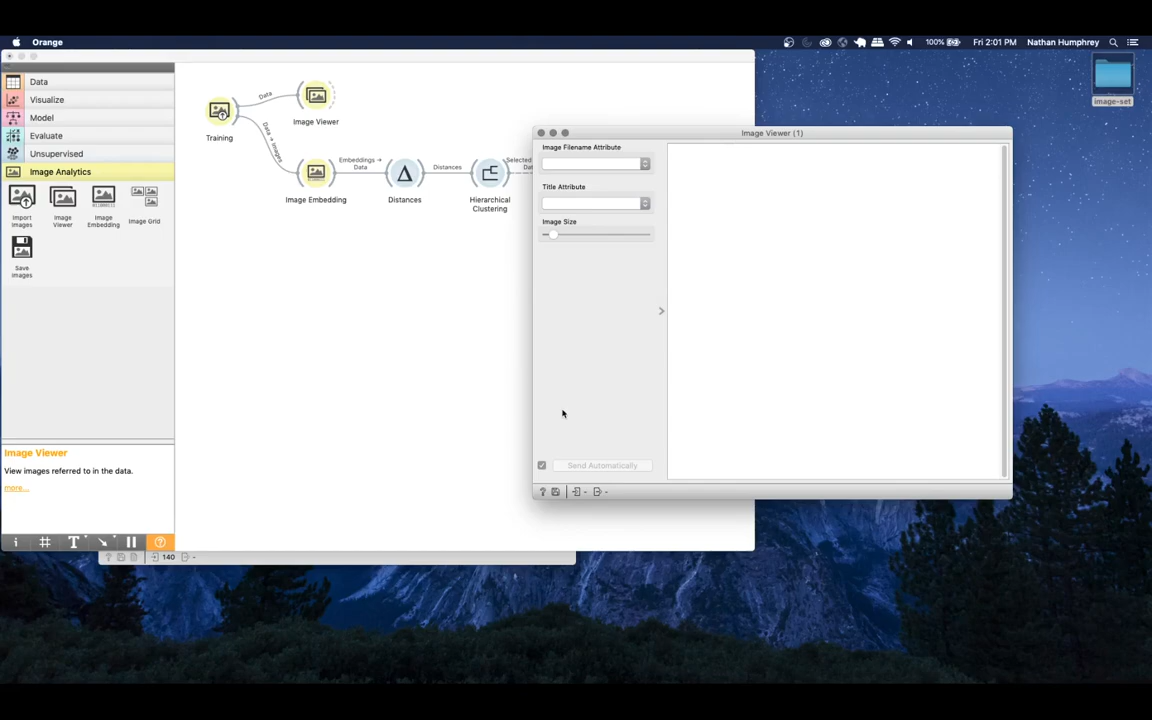 Orange
100%
Fri 2:01 PM
Nathan Humphrey
image-set
Data
Visualize
Model
Evaluate
Unsupervised
Image Analytics
Import
Images
Image
Viewer
Image
Embedding
Image Grid
Save
Images
Image Viewer
View images referred to in the data.
more...
Training
Data
Image Viewer
Data → Images
Image Embedding
Embeddings →
Data
Distances
Distances
Hierarchical
Clustering
Selected
Image Viewer (1)
Image Filename Attribute
Title Attribute
Image Size
Send Automatically
140